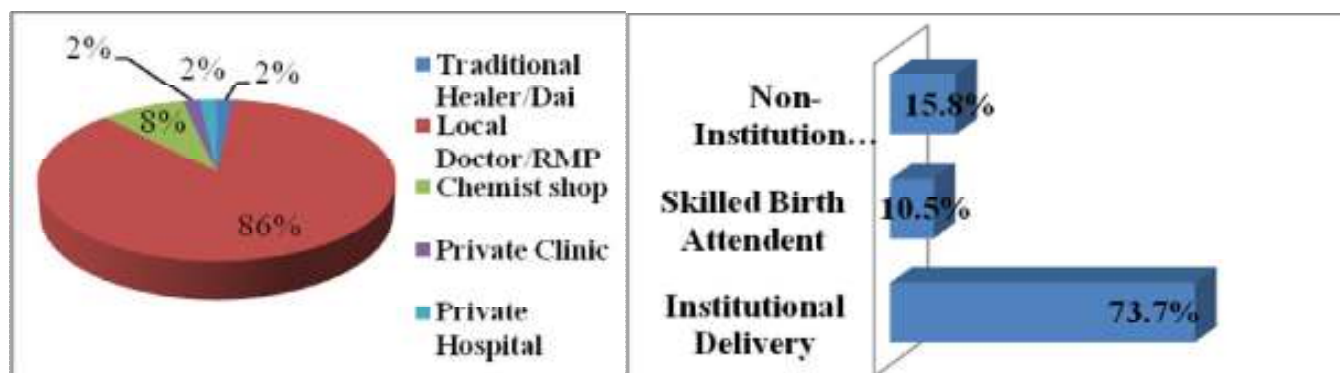 2%
2%
2%
8%
86%
Traditional
Healer/Dai
Local
Doctor/RMP
Chemist shop
Private Clinic
Private
Hospital
Non-
Institution...
15.8%
Skilled Birth
Attendent
10.5%
Institutional
Delivery
73.7%